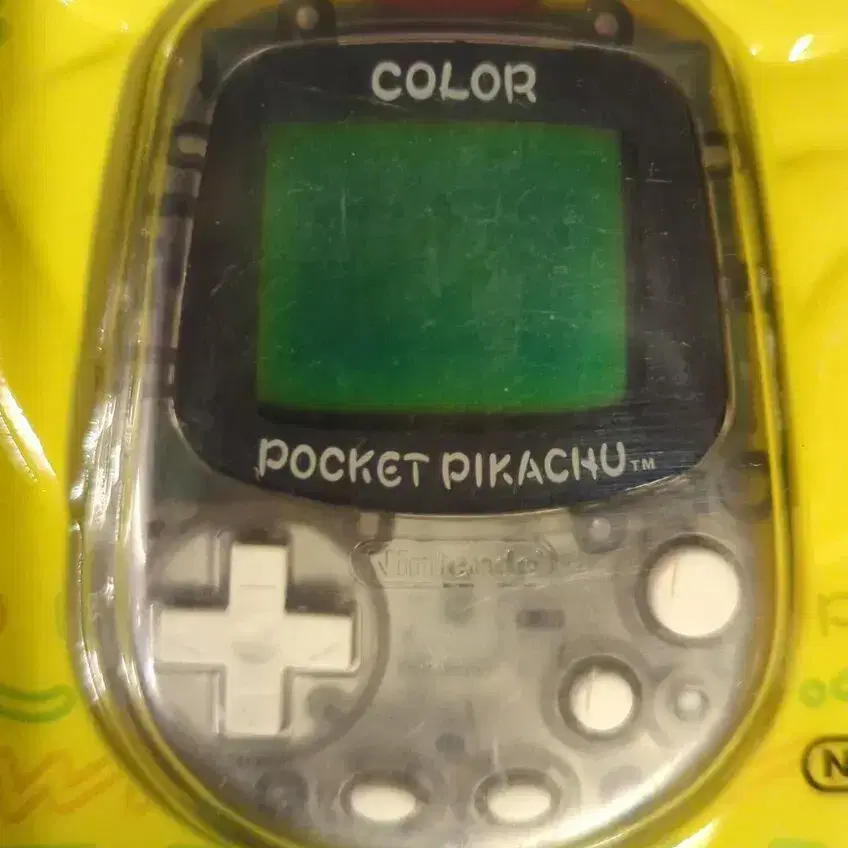 COLOR
POCKET PIKACHU™
Nintendo
N